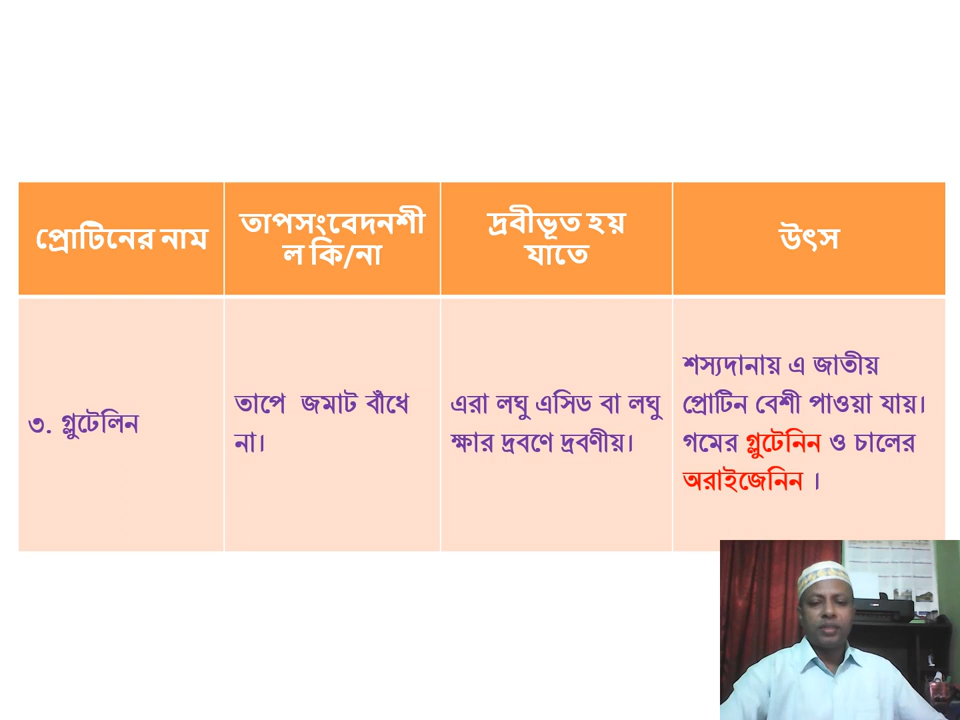 প্রোটিনের নাম
তাপসংবেদনশী
ল কি/না
দ্রবীভূত হয়
যাতে
উৎস
৩. গ্লুটেলিন
তাপে জমাট বাঁধে
না।
এরা লঘু এসিড বা লঘু
ক্ষার দ্রবণে দ্রবণীয়।
শস্যদানায় এ জাতীয়
প্রোটিন বেশী পাওয়া যায়।
গমের গ্লুটেনিন ও চালের
অরাইজেনিন ।